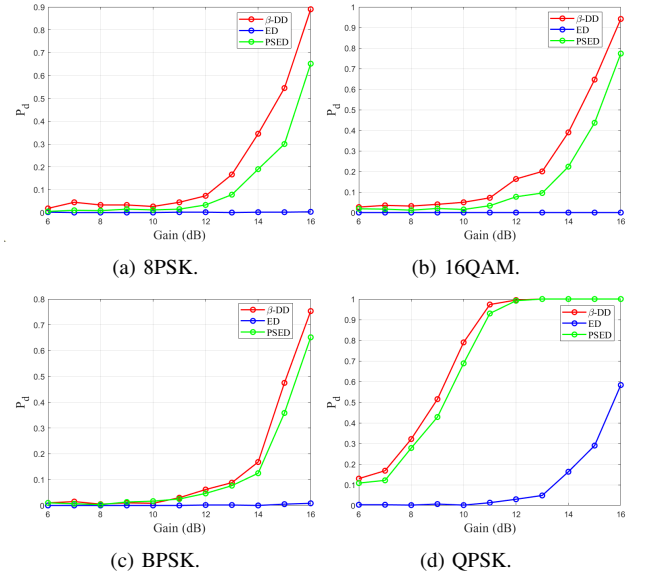 0.9
0.8
0.7
0.6
0.5
0.4
0.3
0.2
0.1
0
P_d
β-DD
ED
PSED
6 8 10 12 14 16
Gain (dB)
(a) 8PSK.
1
0.9
0.8
0.7
0.6
0.5
0.4
0.3
0.2
0.1
0
P_d
β-DD
ED
PSED
6 8 10 12 14 16
Gain (dB)
(b) 16QAM.
0.8
0.7
0.6
0.5
0.4
0.3
0.2
0.1
0
P_d
β-DD
ED
PSED
6 8 10 12 14 16
Gain (dB)
(c) BPSK.
1
0.9
0.8
0.7
0.6
0.5
0.4
0.3
0.2
0.1
0
P_d
β-DD
ED
PSED
6 8 10 12 14 16
Gain (dB)
(d) QPSK.